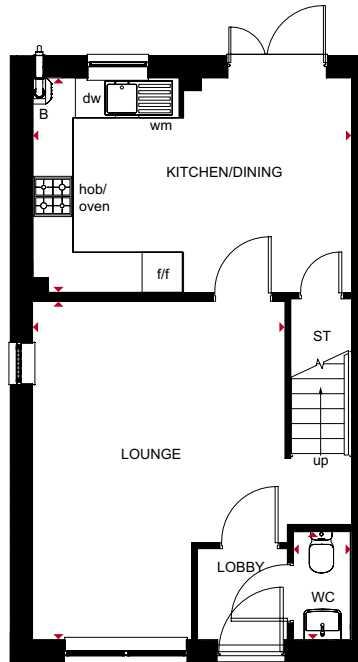 dw
B
wm
KITCHEN/DINING
hob/
oven
f/f
ST
LOUNGE
up
LOBBY
WC